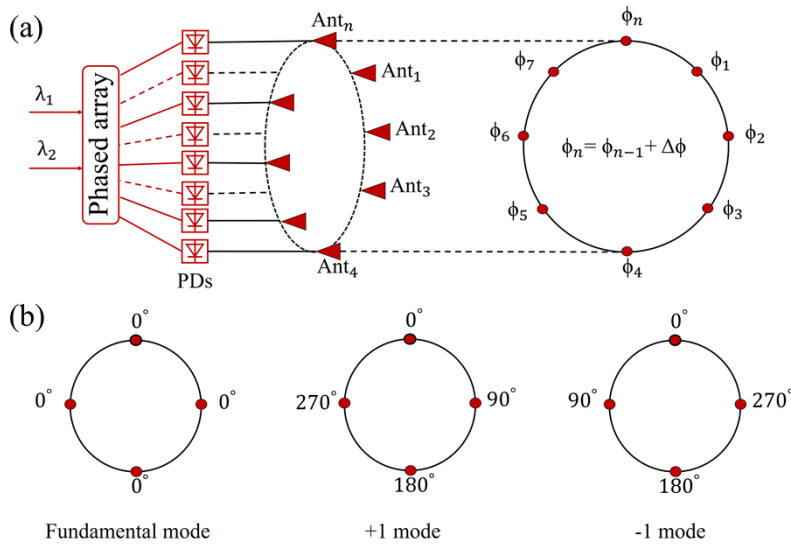 (a)
Antₙ
ϕₙ
λ₁
λ₂
Phased array
Ant₁
Ant₂
Ant₃
Ant₄
PDs
ϕ₇
ϕ₁
ϕ₆
ϕₙ= ϕₙ₋₁ + Δϕ
ϕ₂
ϕ₅
ϕ₃
ϕ₄
(b)
0°
0°
0°
0°
Fundamental mode
0°
270°
90°
180°
+1 mode
0°
90°
270°
180°
-1 mode